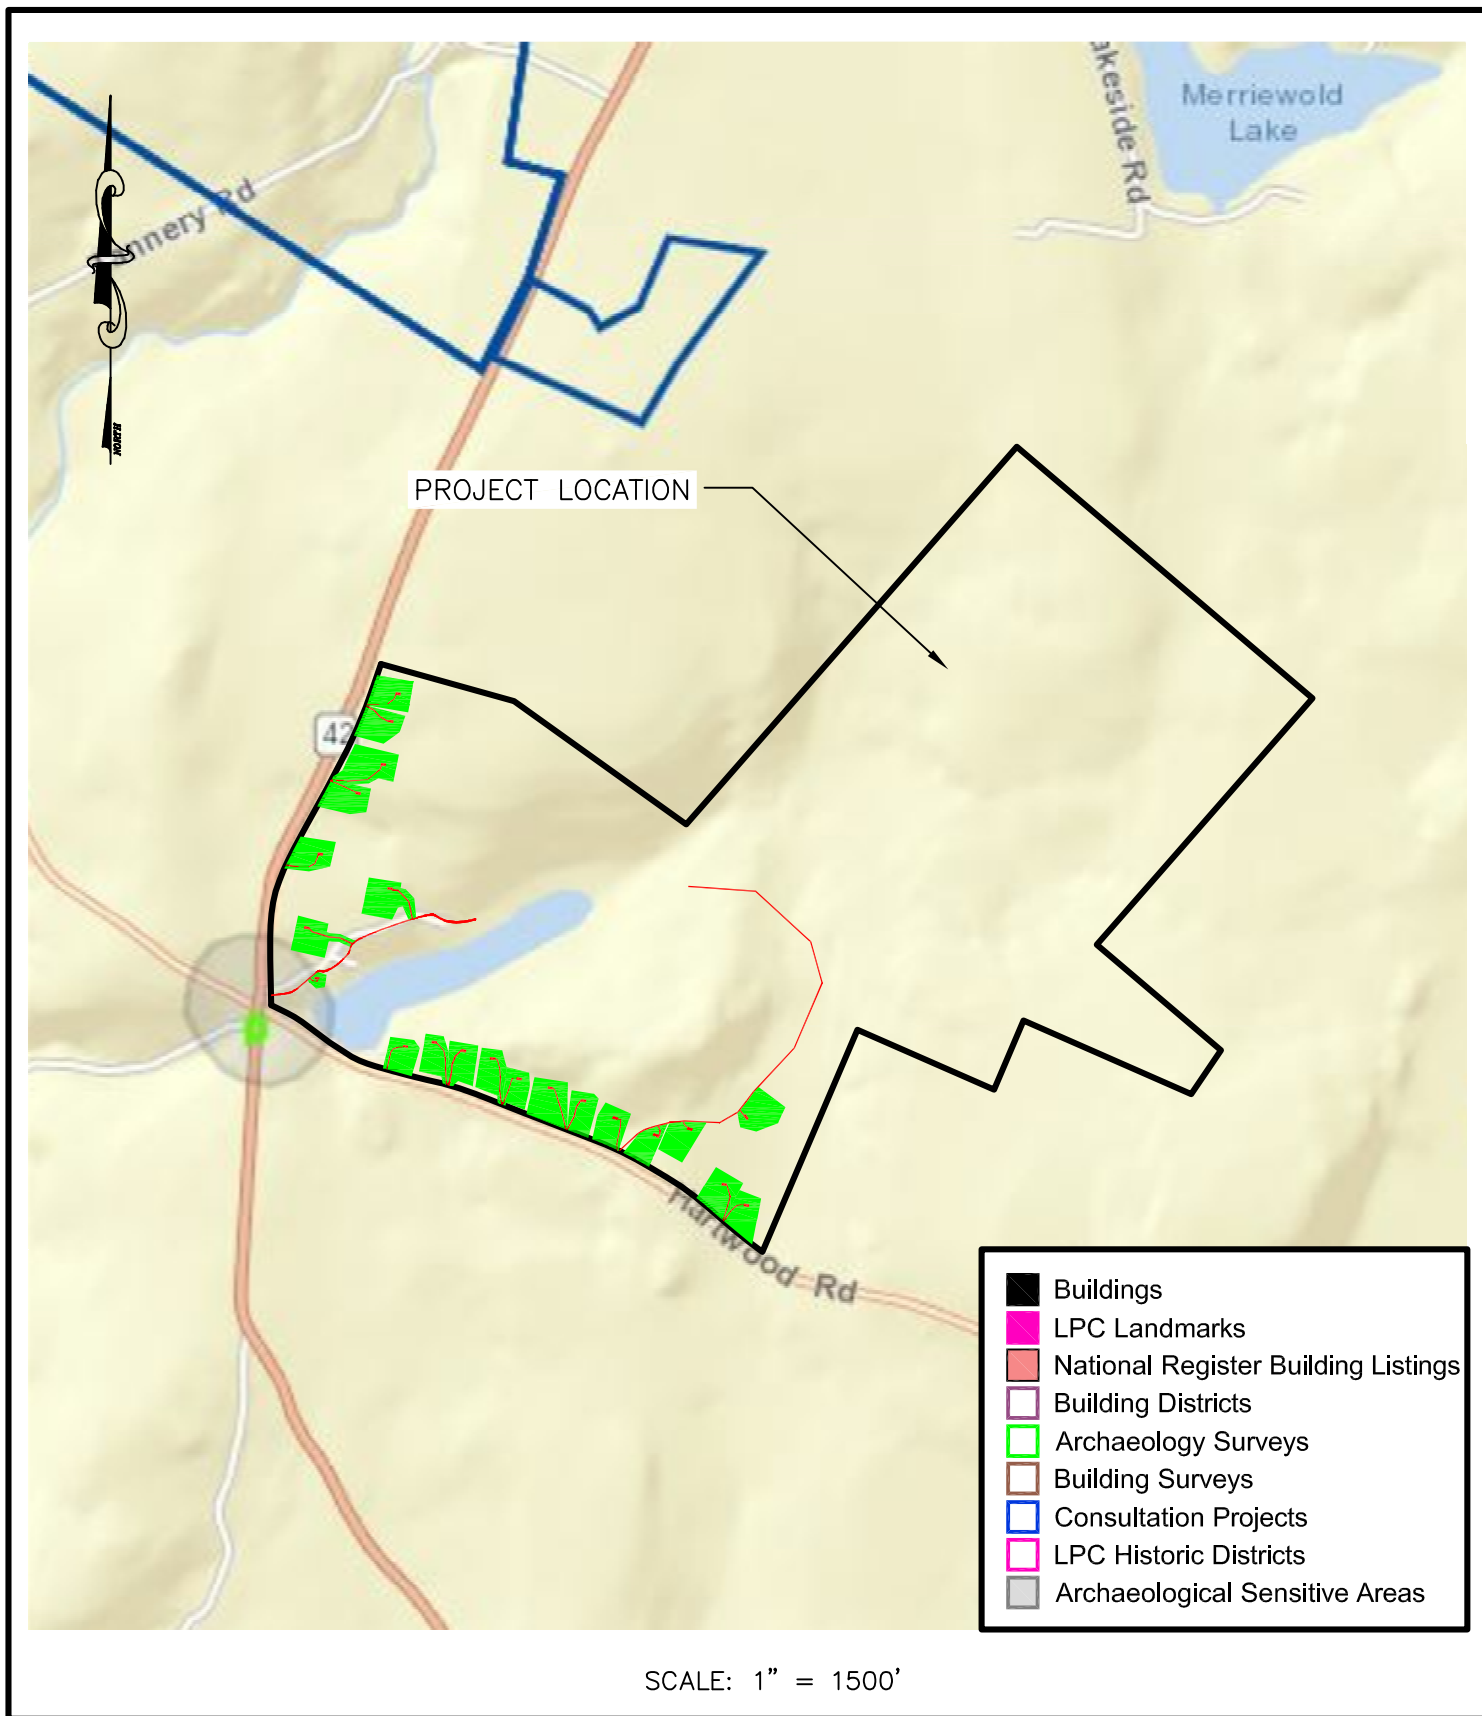 akeside Rd
Merriewold
Lake
nnery Rd
NORTH
PROJECT LOCATION
42
Hartwood Rd
Buildings
LPC Landmarks
National Register Building Listings
Building Districts
Archaeology Surveys
Building Surveys
Consultation Projects
LPC Historic Districts
Archaeological Sensitive Areas
SCALE: 1" = 1500'